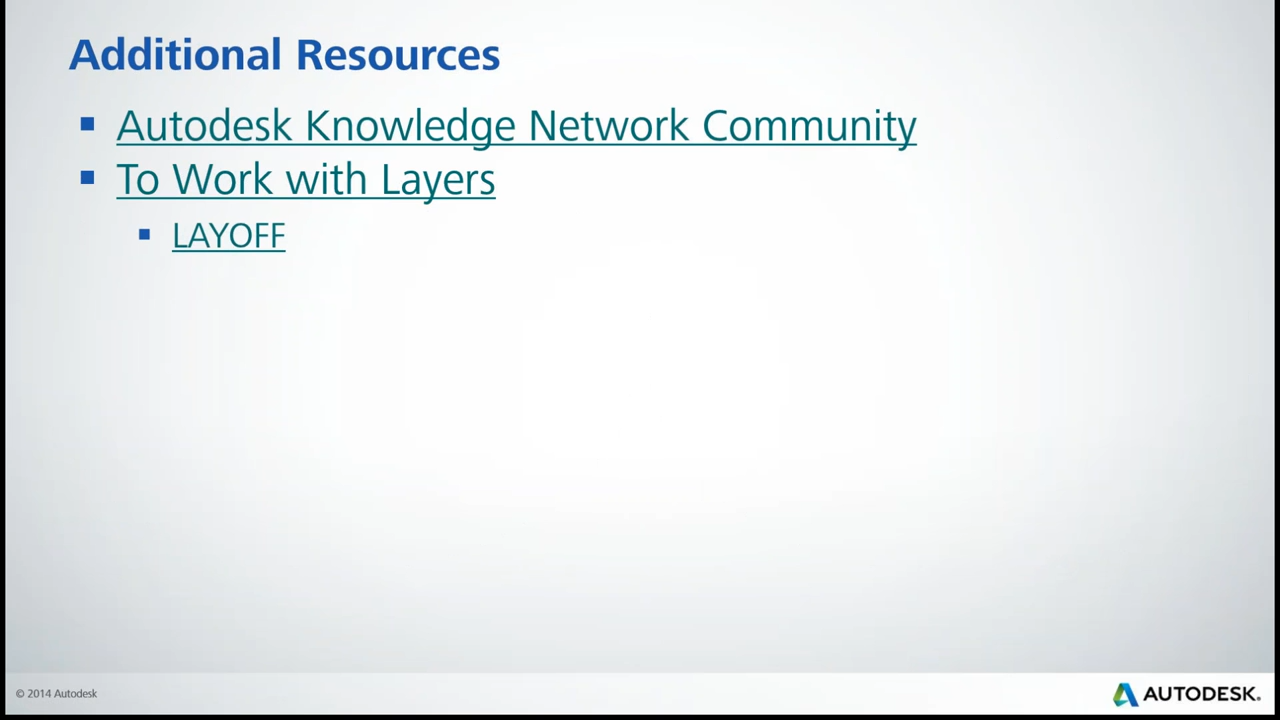 Additional Resources
Autodesk Knowledge Network Community
To Work with Layers
LAYOFF
© 2014 Autodesk
AUTODESK.